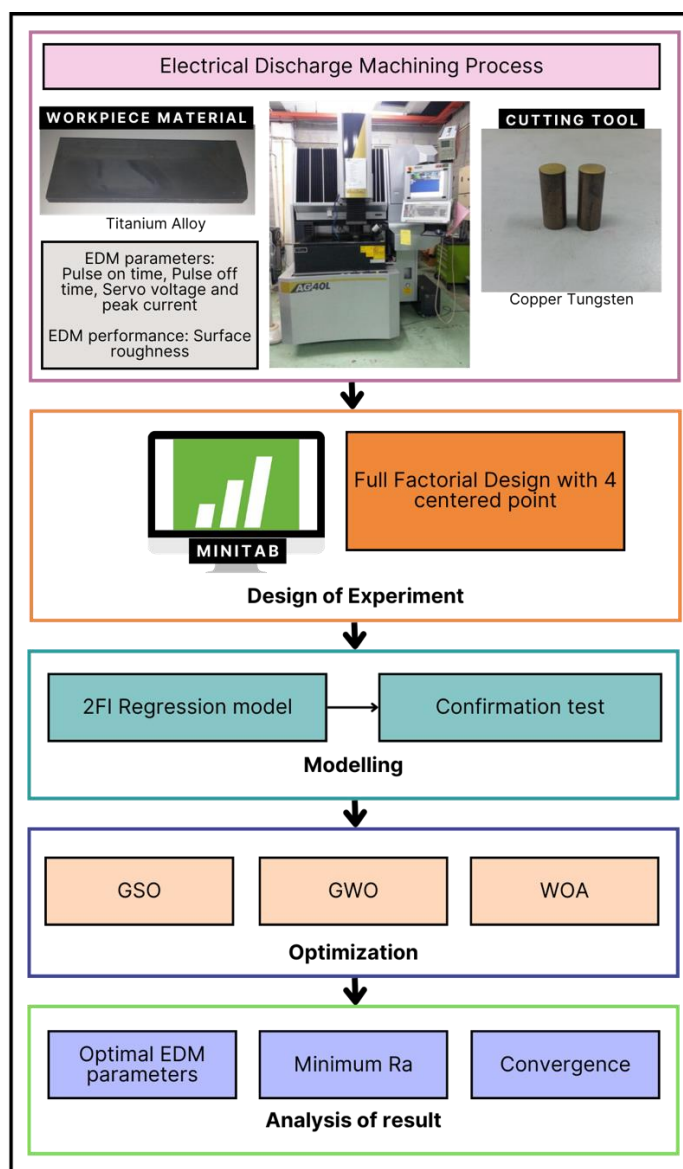 Electrical Discharge Machining Process
WORKPIECE MATERIAL
Titanium Alloy
EDM parameters:
Pulse on time, Pulse off
time, Servo voltage and
peak current
EDM performance: Surface
roughness
AG40L
CUTTING TOOL
Copper Tungsten
MINITAB
Full Factorial Design with 4
centered point
Design of Experiment
2FI Regression model
Confirmation test
Modelling
GSO
GWO
WOA
Optimization
Optimal EDM
parameters
Minimum Ra
Convergence
Analysis of result